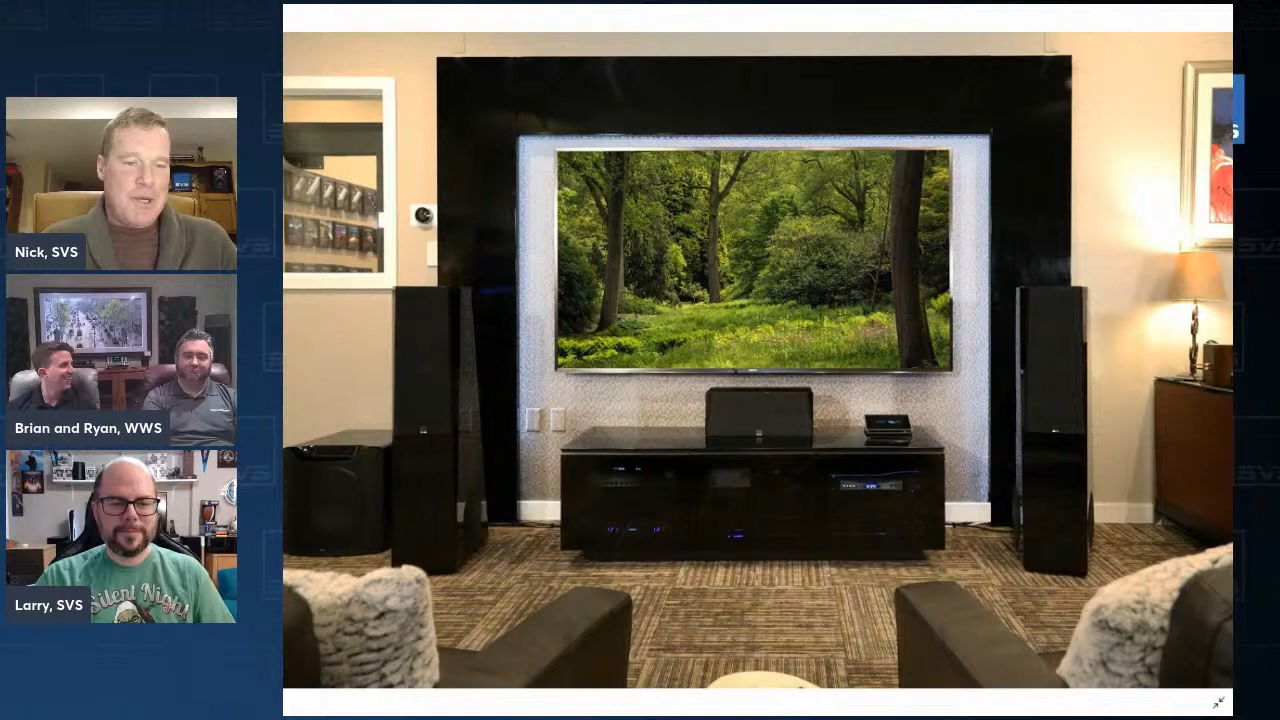 Nick, SVS
Brian and Ryan, WWS
Larry, SVS
Silent Night